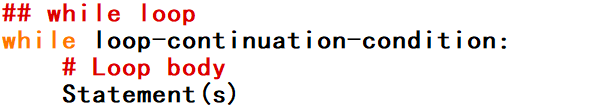 ## while loop
while loop-continuation-condition:
    # Loop body
    Statement(s)